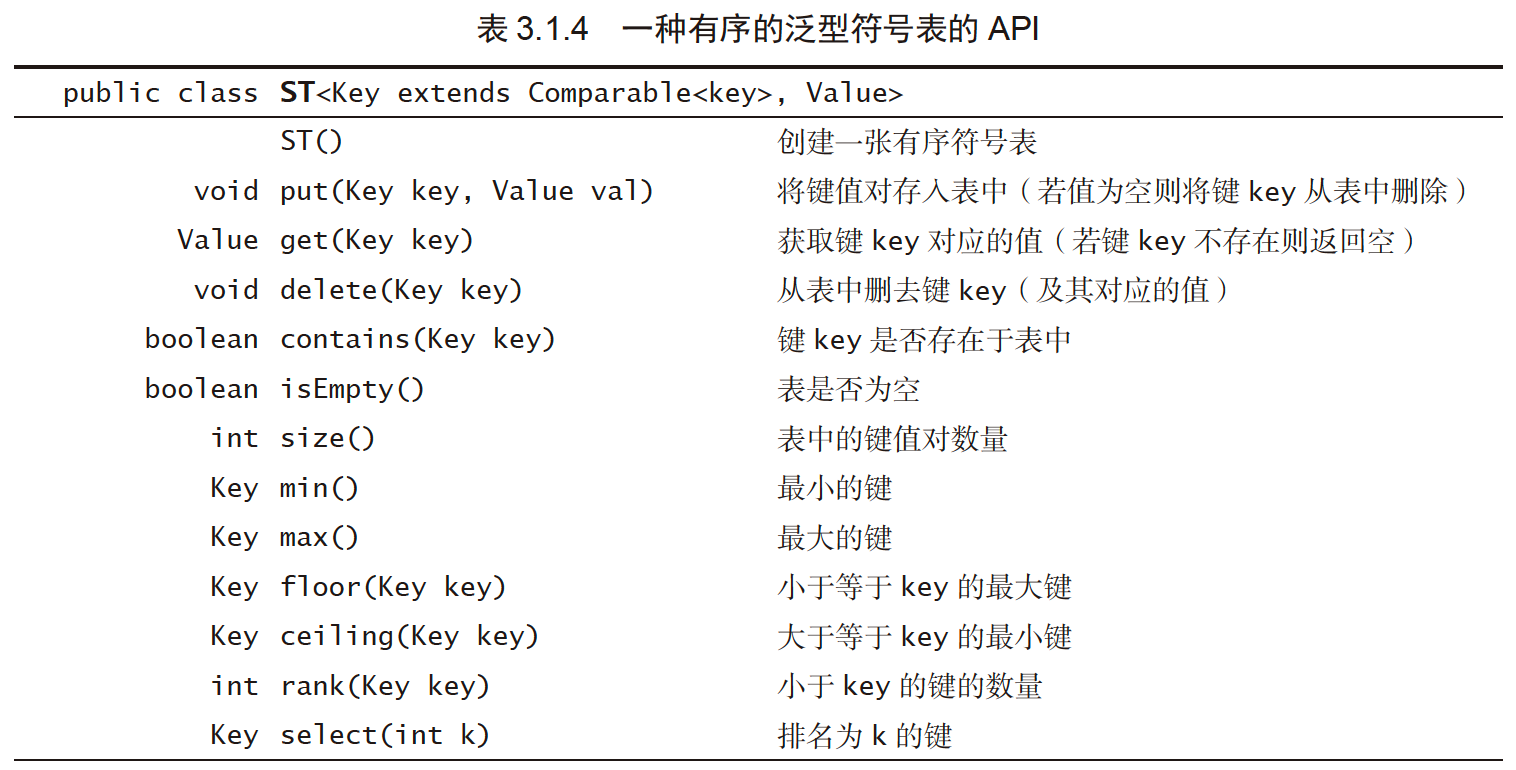 表 3.1.4 一种有序的泛型符号表的 API
public class ST<Key extends Comparable<key>, Value>
ST() 创建一张有序符号表
void put(Key key, Value val) 将键值对存入表中（若值为空则将键 key 从表中删除）
Value get(Key key) 获取键 key 对应的值（若键 key 不存在则返回空）
void delete(Key key) 从表中删去键 key（及其对应的值）
boolean contains(Key key) 键 key 是否存在于表中
boolean isEmpty() 表是否为空
int size() 表中的键值对数量
Key min() 最小的键
Key max() 最大的键
Key floor(Key key) 小于等于 key 的最大键
Key ceiling(Key key) 大于等于 key 的最小键
int rank(Key key) 小于 key 的键的数量
Key select(int k) 排名为 k 的键